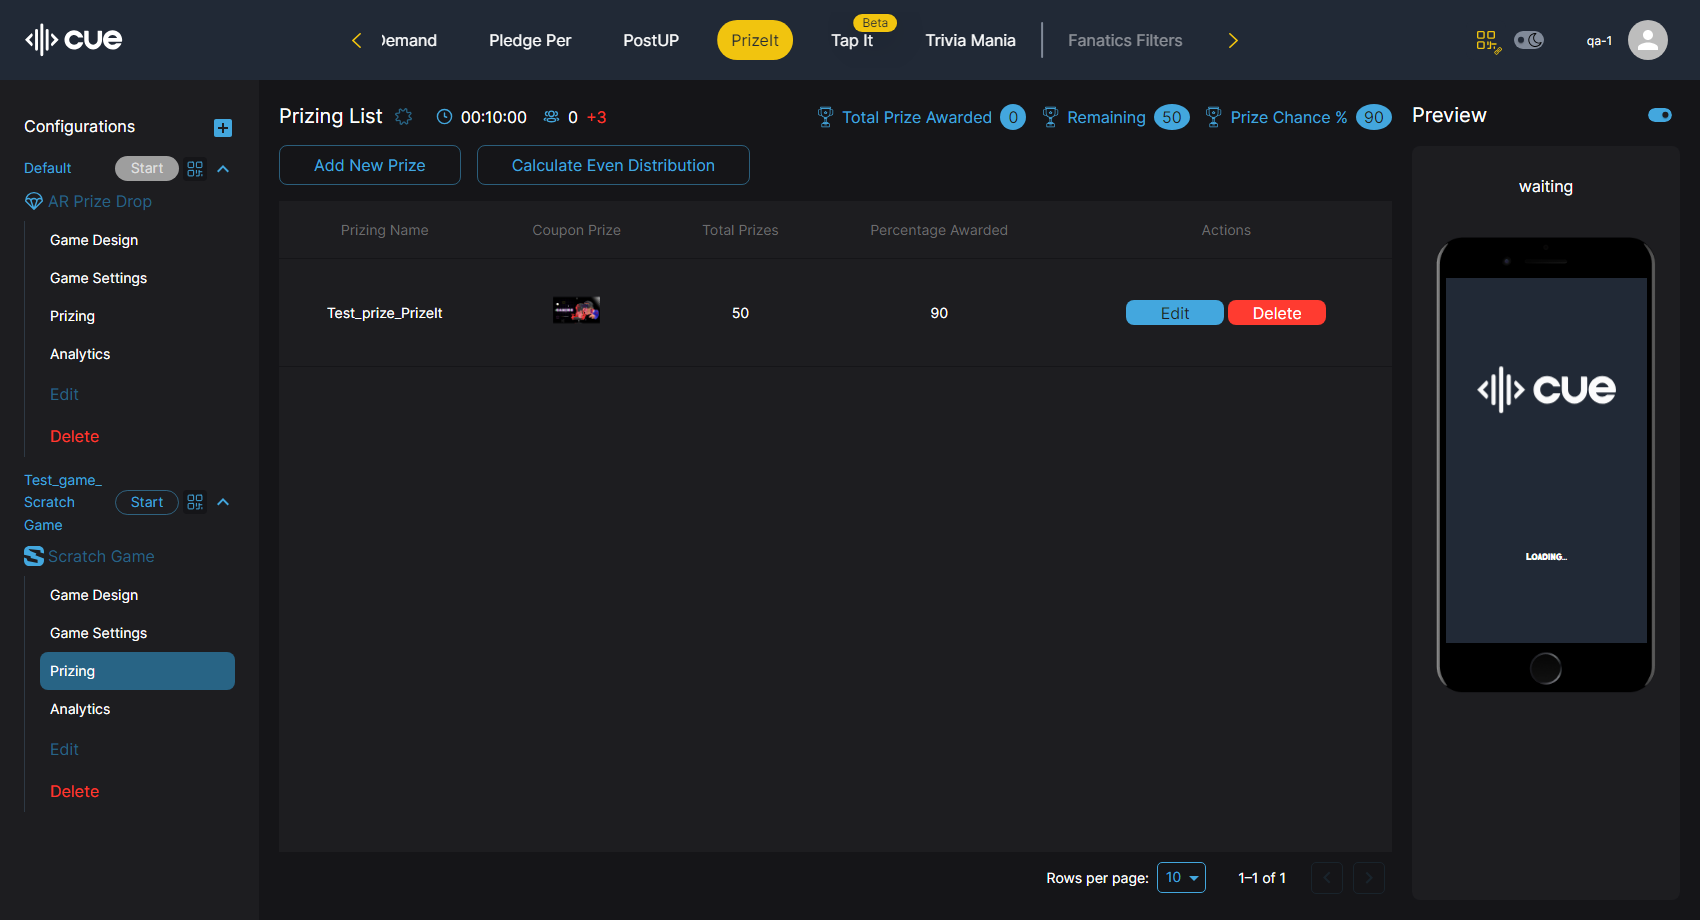 cue
Demand
Pledge Per
PostUP
PrizeIt
Beta
Tap It
Trivia Mania
Fanatics Filters
qa-1
Configurations
Default
Start
AR Prize Drop
Game Design
Game Settings
Prizing
Analytics
Edit
Delete
Test_game_
Scratch
Game
Start
Scratch Game
Game Design
Game Settings
Prizing
Analytics
Edit
Delete
Prizing List
00:10:00
0
+3
Total Prize Awarded 0
Remaining 50
Prize Chance % 90
Add New Prize
Calculate Even Distribution
Prizing Name
Coupon Prize
Total Prizes
Percentage Awarded
Actions
Test_prize_PrizeIt
50
90
Edit
Delete
Rows per page: 10
1–1 of 1
Preview
waiting
cue
LOADING...